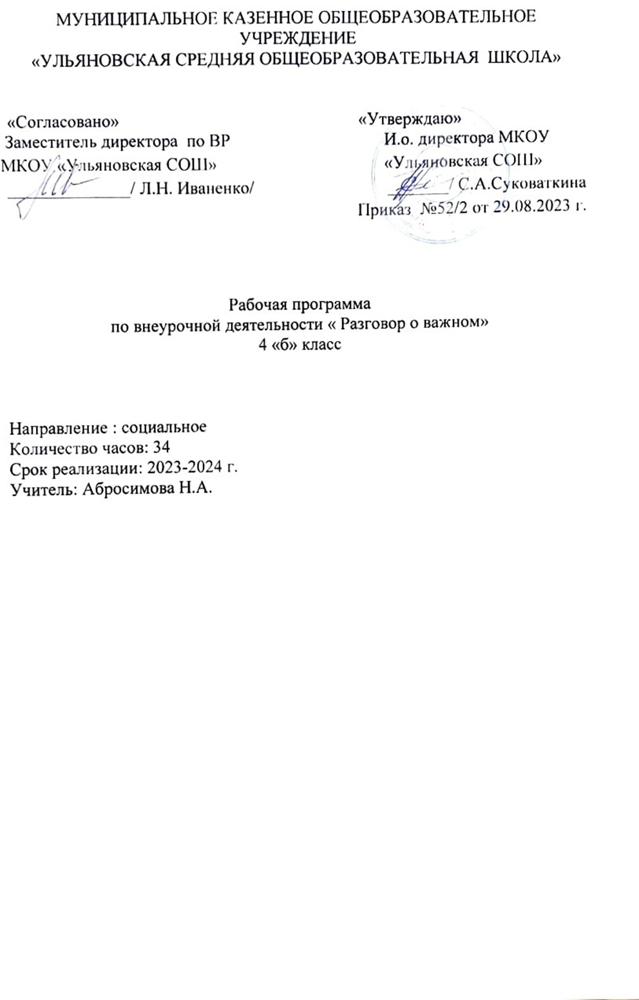 МУНИЦИПАЛЬНОЕ КАЗЕННОЕ ОБЩЕОБРАЗОВАТЕЛЬНОЕ
УЧРЕЖДЕНИЕ
«УЛЬЯНОВСКАЯ СРЕДНЯЯ ОБЩЕОБРАЗОВАТЕЛЬНАЯ ШКОЛА»
«Согласовано»
Заместитель директора по ВР
МКОУ «Ульяновская СОШ»
______________/ Л.Н. Иваненко/
«Утверждаю»
И.о. директора МКОУ
«Ульяновская СОШ»
_______/ С.А.Суковаткина
Приказ №52/2 от 29.08.2023 г.
Рабочая программа
по внеурочной деятельности « Разговор о важном»
4 «б» класс
Направление : социальное
Количество часов: 34
Срок реализации: 2023-2024 г.
Учитель: Абросимова Н.А.